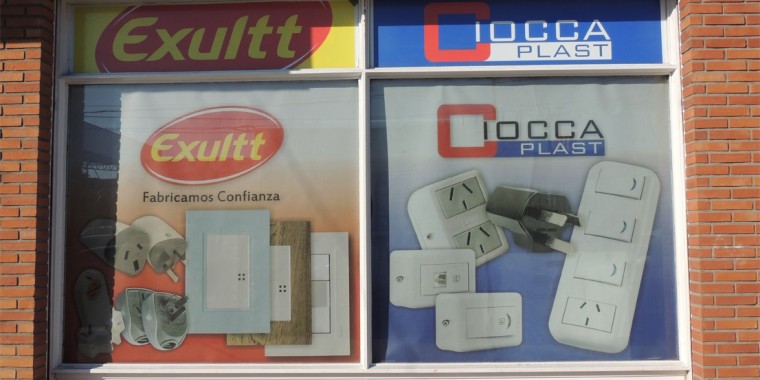 Exultt
CIOCCA
PLAST
Exultt
Fabricamos Confianza
CIOCCA
PLAST